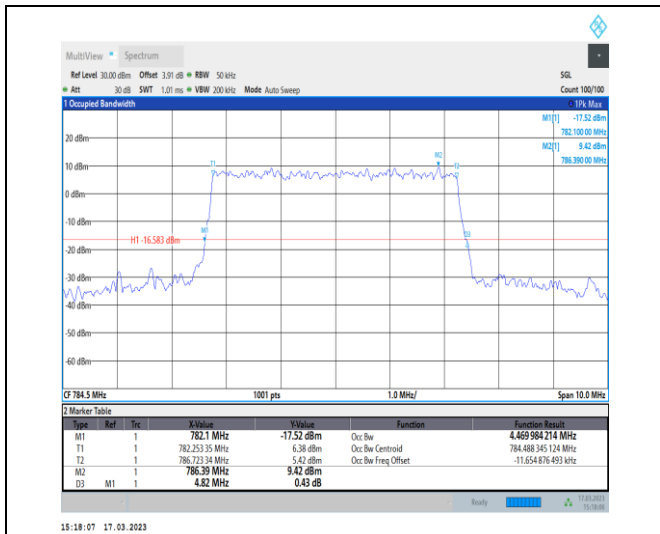 MultiView Spectrum
Ref Level 30.00 dBm Offset 3.91 dB RBW 50 kHz SGL
Att 30 dB SWT 1.01 ms VBW 200 kHz Mode Auto Sweep Count 100/100
1 Occupied Bandwidth 1Pk Max
M1[1] -17.52 dBm
782.100 00 MHz
M2[1] 9.42 dBm
786.390 00 MHz
20 dBm
M2
T1 T2
10 dBm
0 dBm
-10 dBm
M1
H1 -16.583 dBm D3
-20 dBm
-30 dBm
-40 dBm
-50 dBm
-60 dBm
CF 784.5 MHz 1001 pts 1.0 MHz/ Span 10.0 MHz
2 Marker Table
Type Ref Trc X-Value Y-Value Function Function Result
M1 1 782.1 MHz -17.52 dBm Occ Bw 4.469 984 214 MHz
T1 1 782.253 35 MHz 6.38 dBm Occ Bw Centroid 784.488 345 124 MHz
T2 1 786.723 34 MHz 5.42 dBm Occ Bw Freq Offset -11.654 876 493 kHz
M2 1 786.39 MHz 9.42 dBm
D3 M1 1 4.82 MHz 0.43 dB
Ready 17.03.2023
15:18:06
15:18:07 17.03.2023